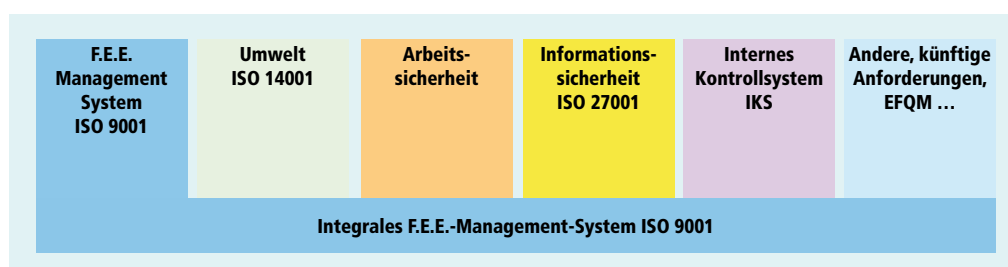 F.E.E.
Management
System
ISO 9001
Umwelt
ISO 14001
Arbeits-
sicherheit
Informations-
sicherheit
ISO 27001
Internes
Kontrollsystem
IKS
Andere, künftige
Anforderungen,
EFQM …
Integrales F.E.E.-Management-System ISO 9001